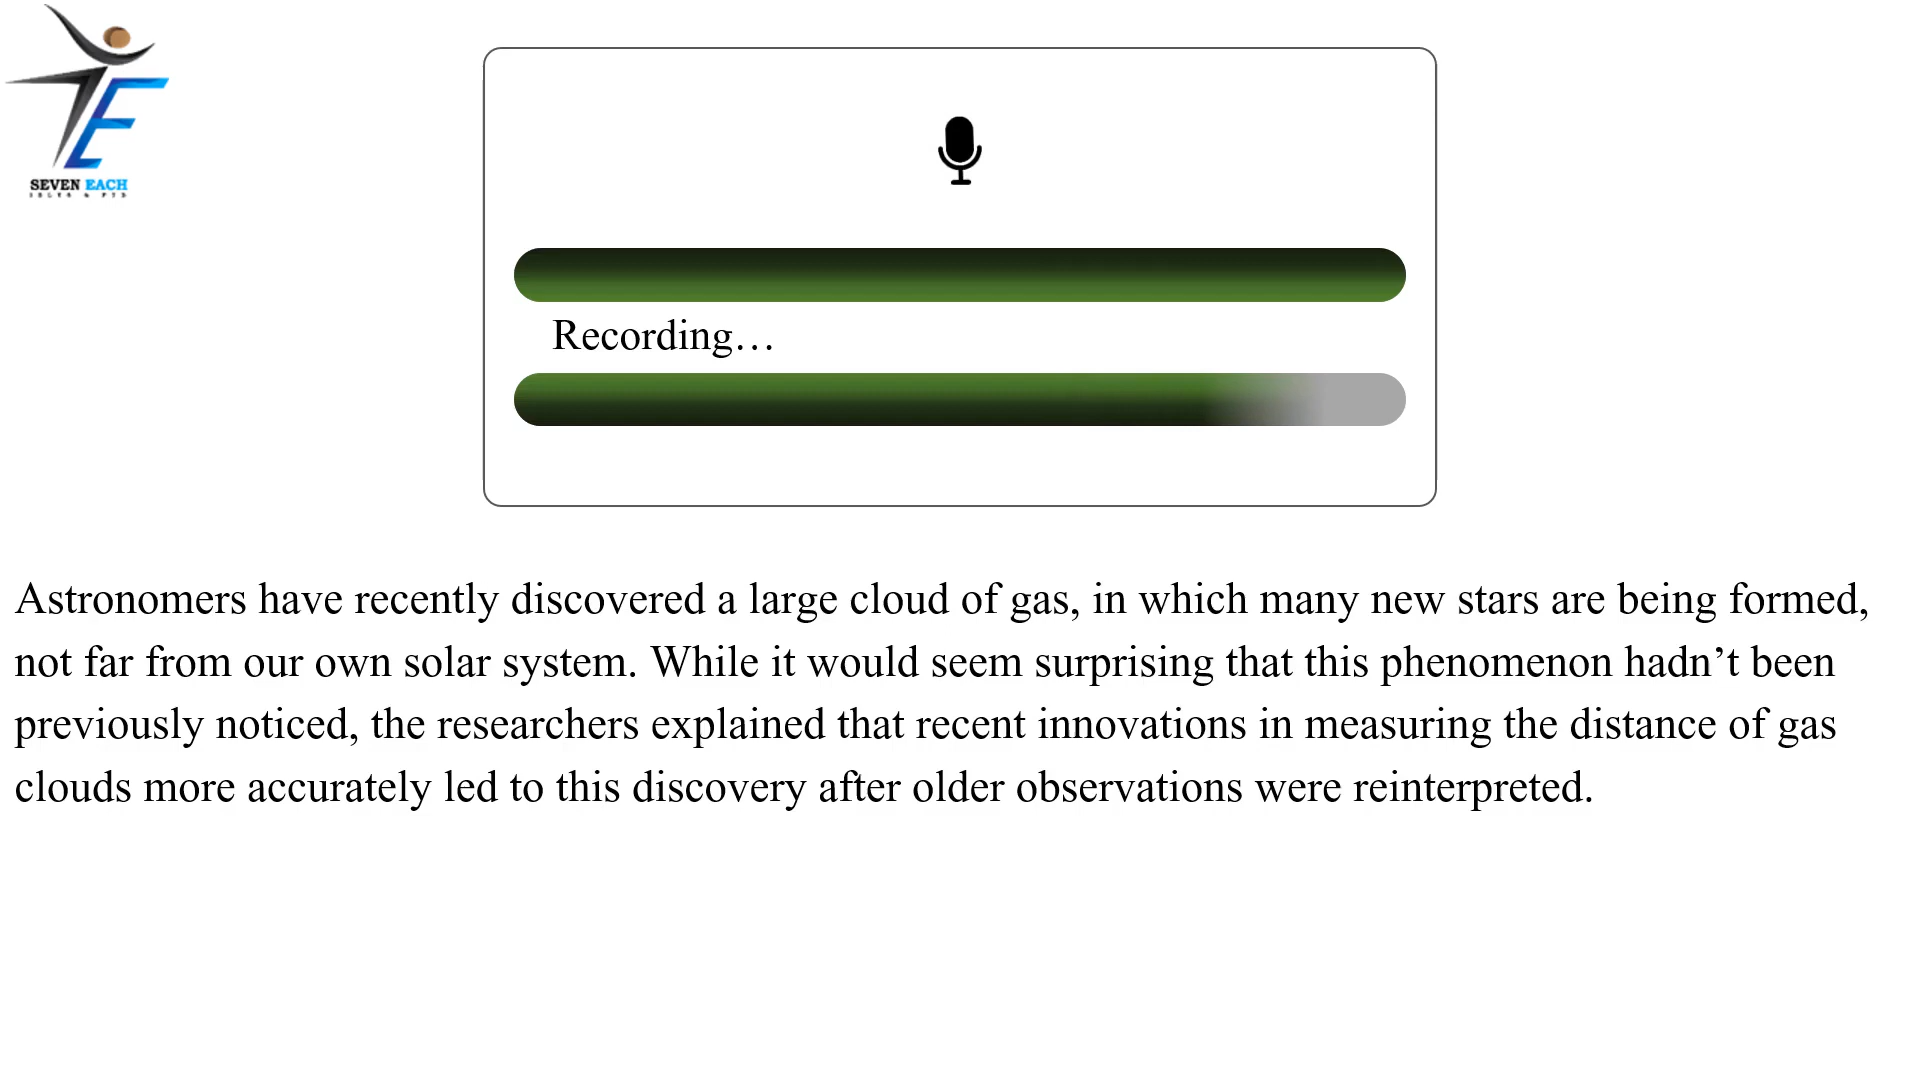 SEVEN EACH
IELTS & PTE
Recording…
Astronomers have recently discovered a large cloud of gas, in which many new stars are being formed,
not far from our own solar system. While it would seem surprising that this phenomenon hadn’t been
previously noticed, the researchers explained that recent innovations in measuring the distance of gas
clouds more accurately led to this discovery after older observations were reinterpreted.